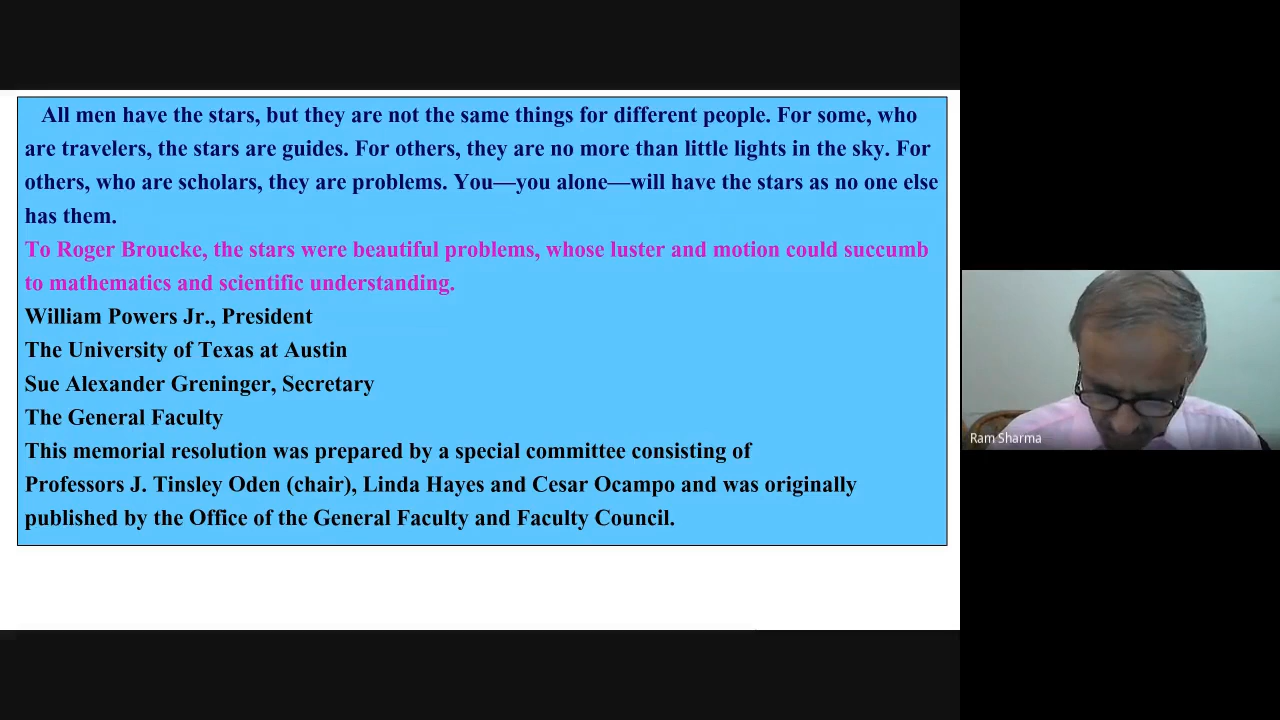 All men have the stars, but they are not the same things for different people. For some, who
are travelers, the stars are guides. For others, they are no more than little lights in the sky. For
others, who are scholars, they are problems. You—you alone—will have the stars as no one else
has them.
To Roger Broucke, the stars were beautiful problems, whose luster and motion could succumb
to mathematics and scientific understanding.
William Powers Jr., President
The University of Texas at Austin
Sue Alexander Greninger, Secretary
The General Faculty
This memorial resolution was prepared by a special committee consisting of
Professors J. Tinsley Oden (chair), Linda Hayes and Cesar Ocampo and was originally
published by the Office of the General Faculty and Faculty Council.
Ram Sharma